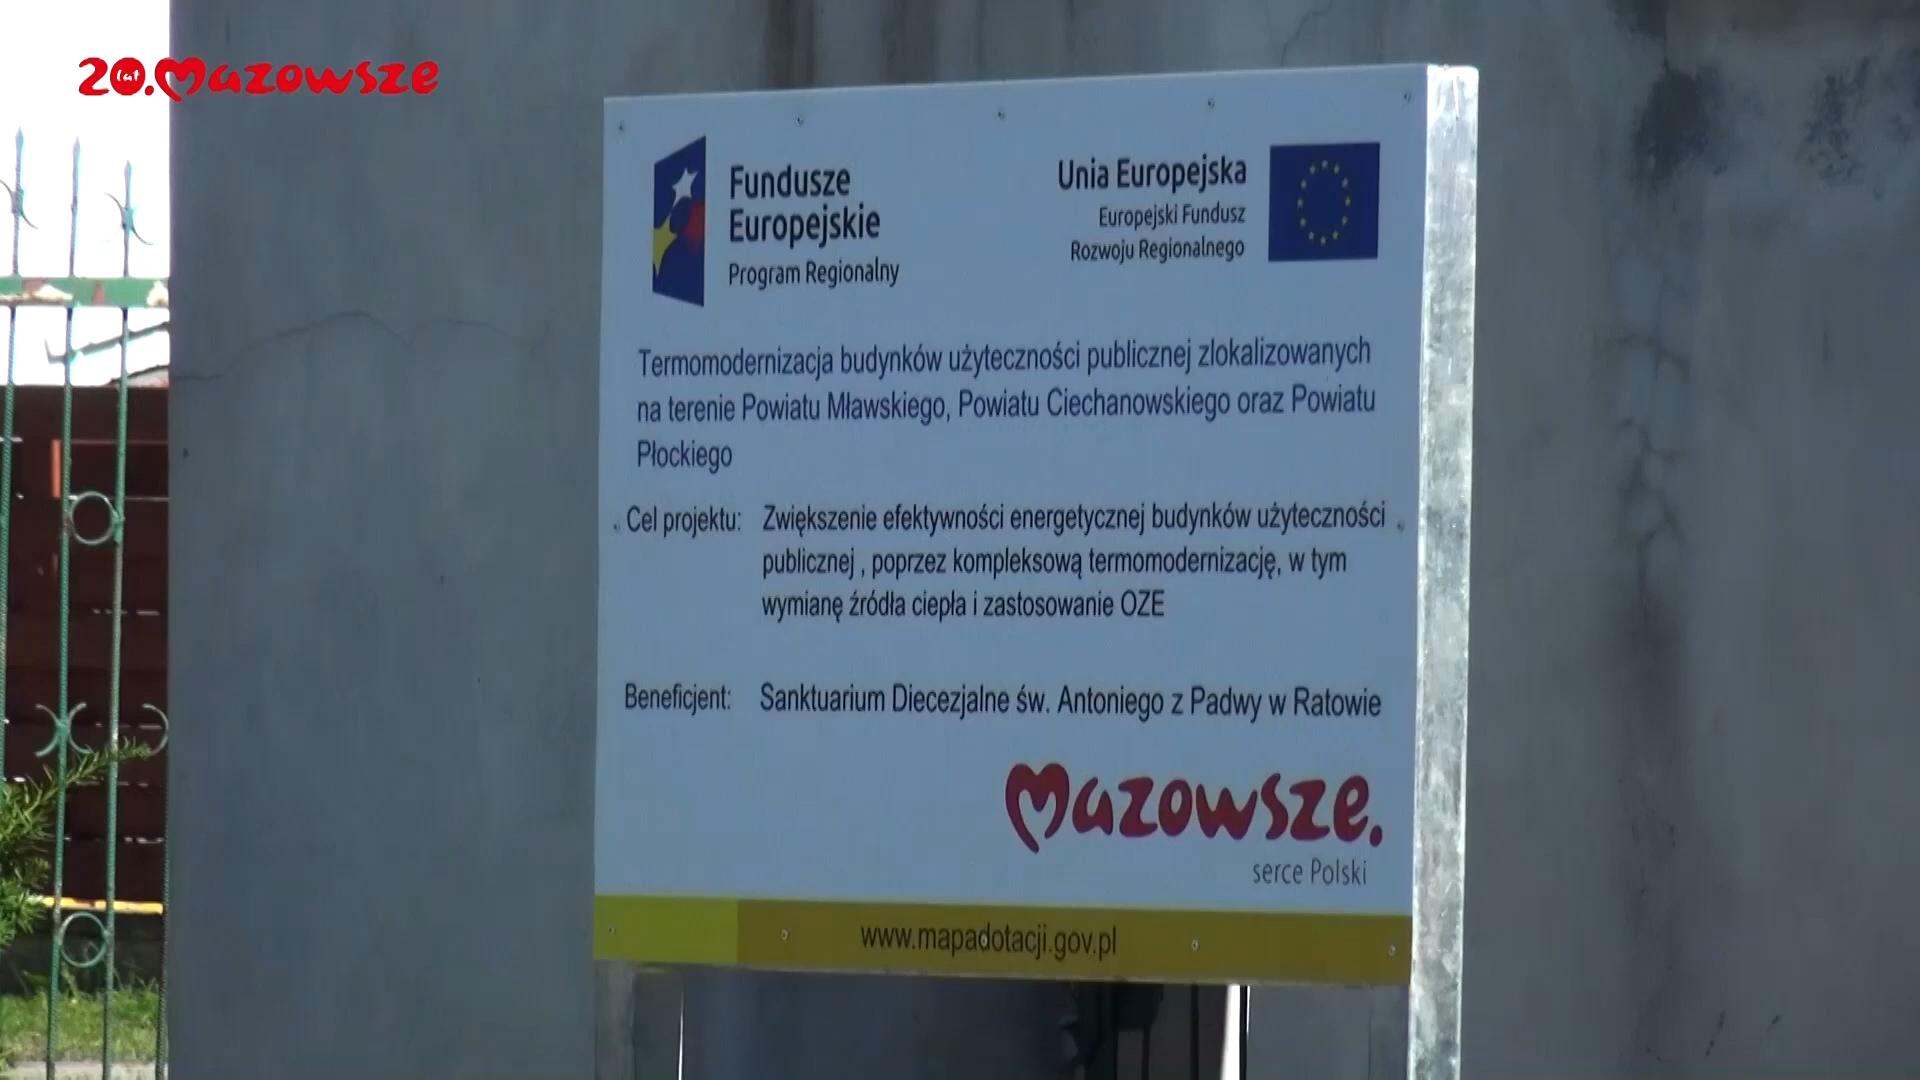 20.lat Mazowsze
Fundusze
Europejskie
Program Regionalny
Unia Europejska
Europejski Fundusz
Rozwoju Regionalnego
Termomodernizacja budynków użyteczności publicznej zlokalizowanych
na terenie Powiatu Mławskiego, Powiatu Ciechanowskiego oraz Powiatu
Płockiego
Cel projektu: Zwiększenie efektywności energetycznej budynków użyteczności
publicznej , poprzez kompleksową termomodernizację, w tym
wymianę źródła ciepła i zastosowanie OZE
Beneficjent: Sanktuarium Diecezjalne św. Antoniego z Padwy w Ratowie
Mazowsze.
serce Polski
www.mapadotacji.gov.pl